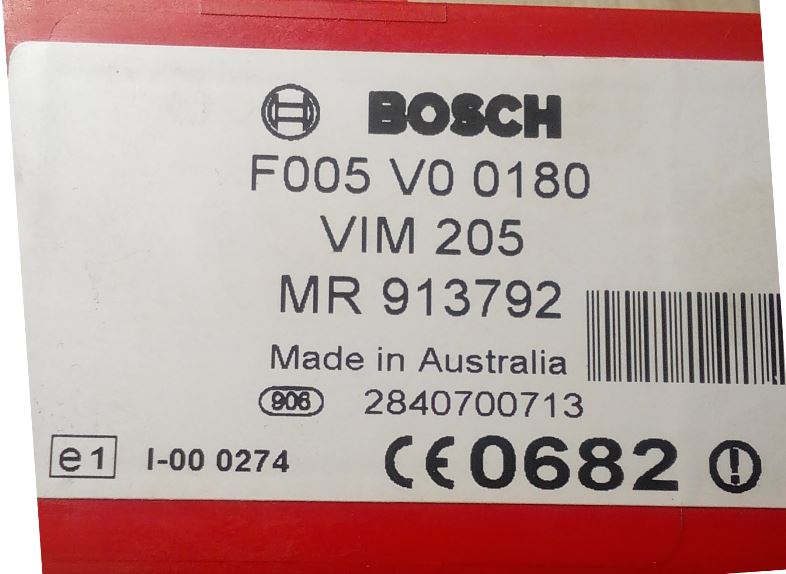 BOSCH
F005 V0 0180
VIM 205
MR 913792
Made in Australia
906 2840700713
e1 I-00 0274 CE0682